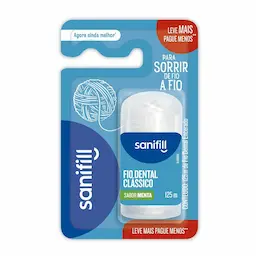 Agora ainda melhor!
LEVE MAIS
PAGUE MENOS
PARA
SORRIR
DE FIO
A FIO
sanifill
sanifill
FIO DENTAL
CLÁSSICO
SABOR MENTA
125 m
LEVE MAIS PAGUE MENOS